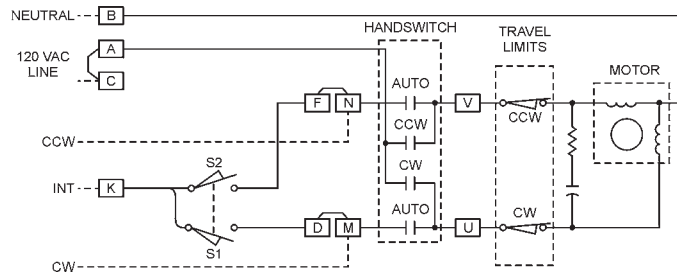 NEUTRAL
B
HANDSWITCH
TRAVEL
LIMITS
A
120 VAC
LINE
C
MOTOR
AUTO
F
N
V
CCW
CCW
CCW
S2
CW
INT
K
AUTO
CW
D
M
U
S1
CW